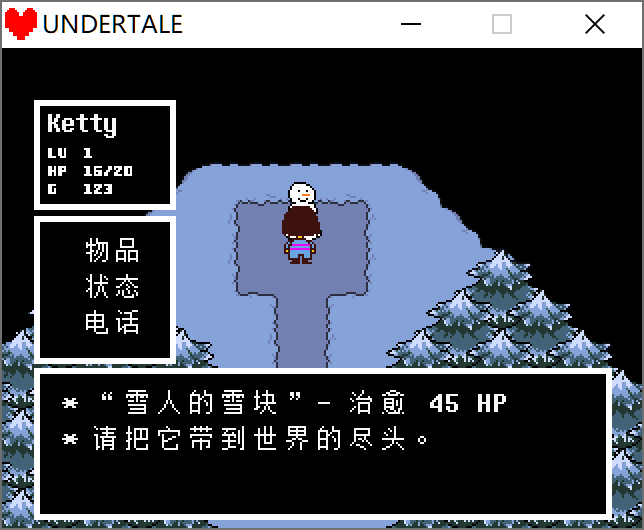 UNDERTALE
Ketty
LV 1
HP 16/20
G 123
物品
状态
电话
* “雪人的雪块” - 治愈 45 HP
* 请把它带到世界的尽头。